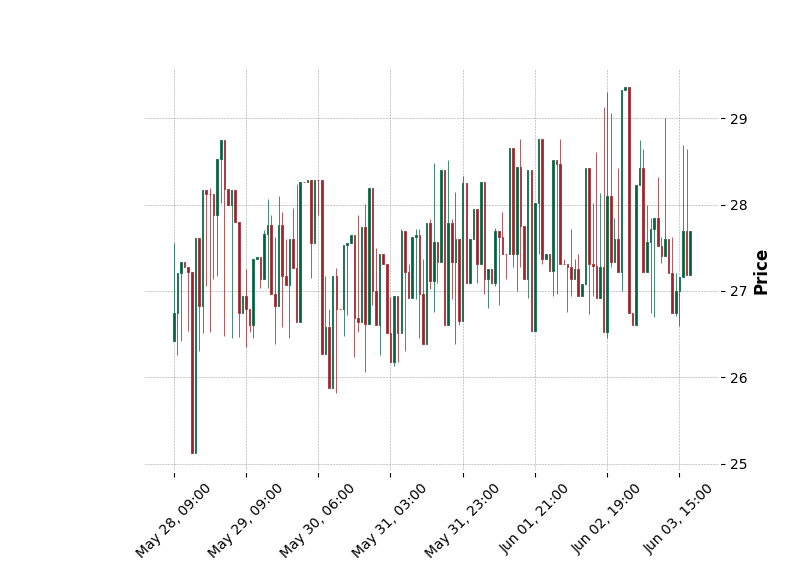 29
28
27
26
25
Price
May 28, 09:00
May 29, 09:00
May 30, 06:00
May 31, 03:00
May 31, 23:00
Jun 01, 21:00
Jun 02, 19:00
Jun 03, 15:00